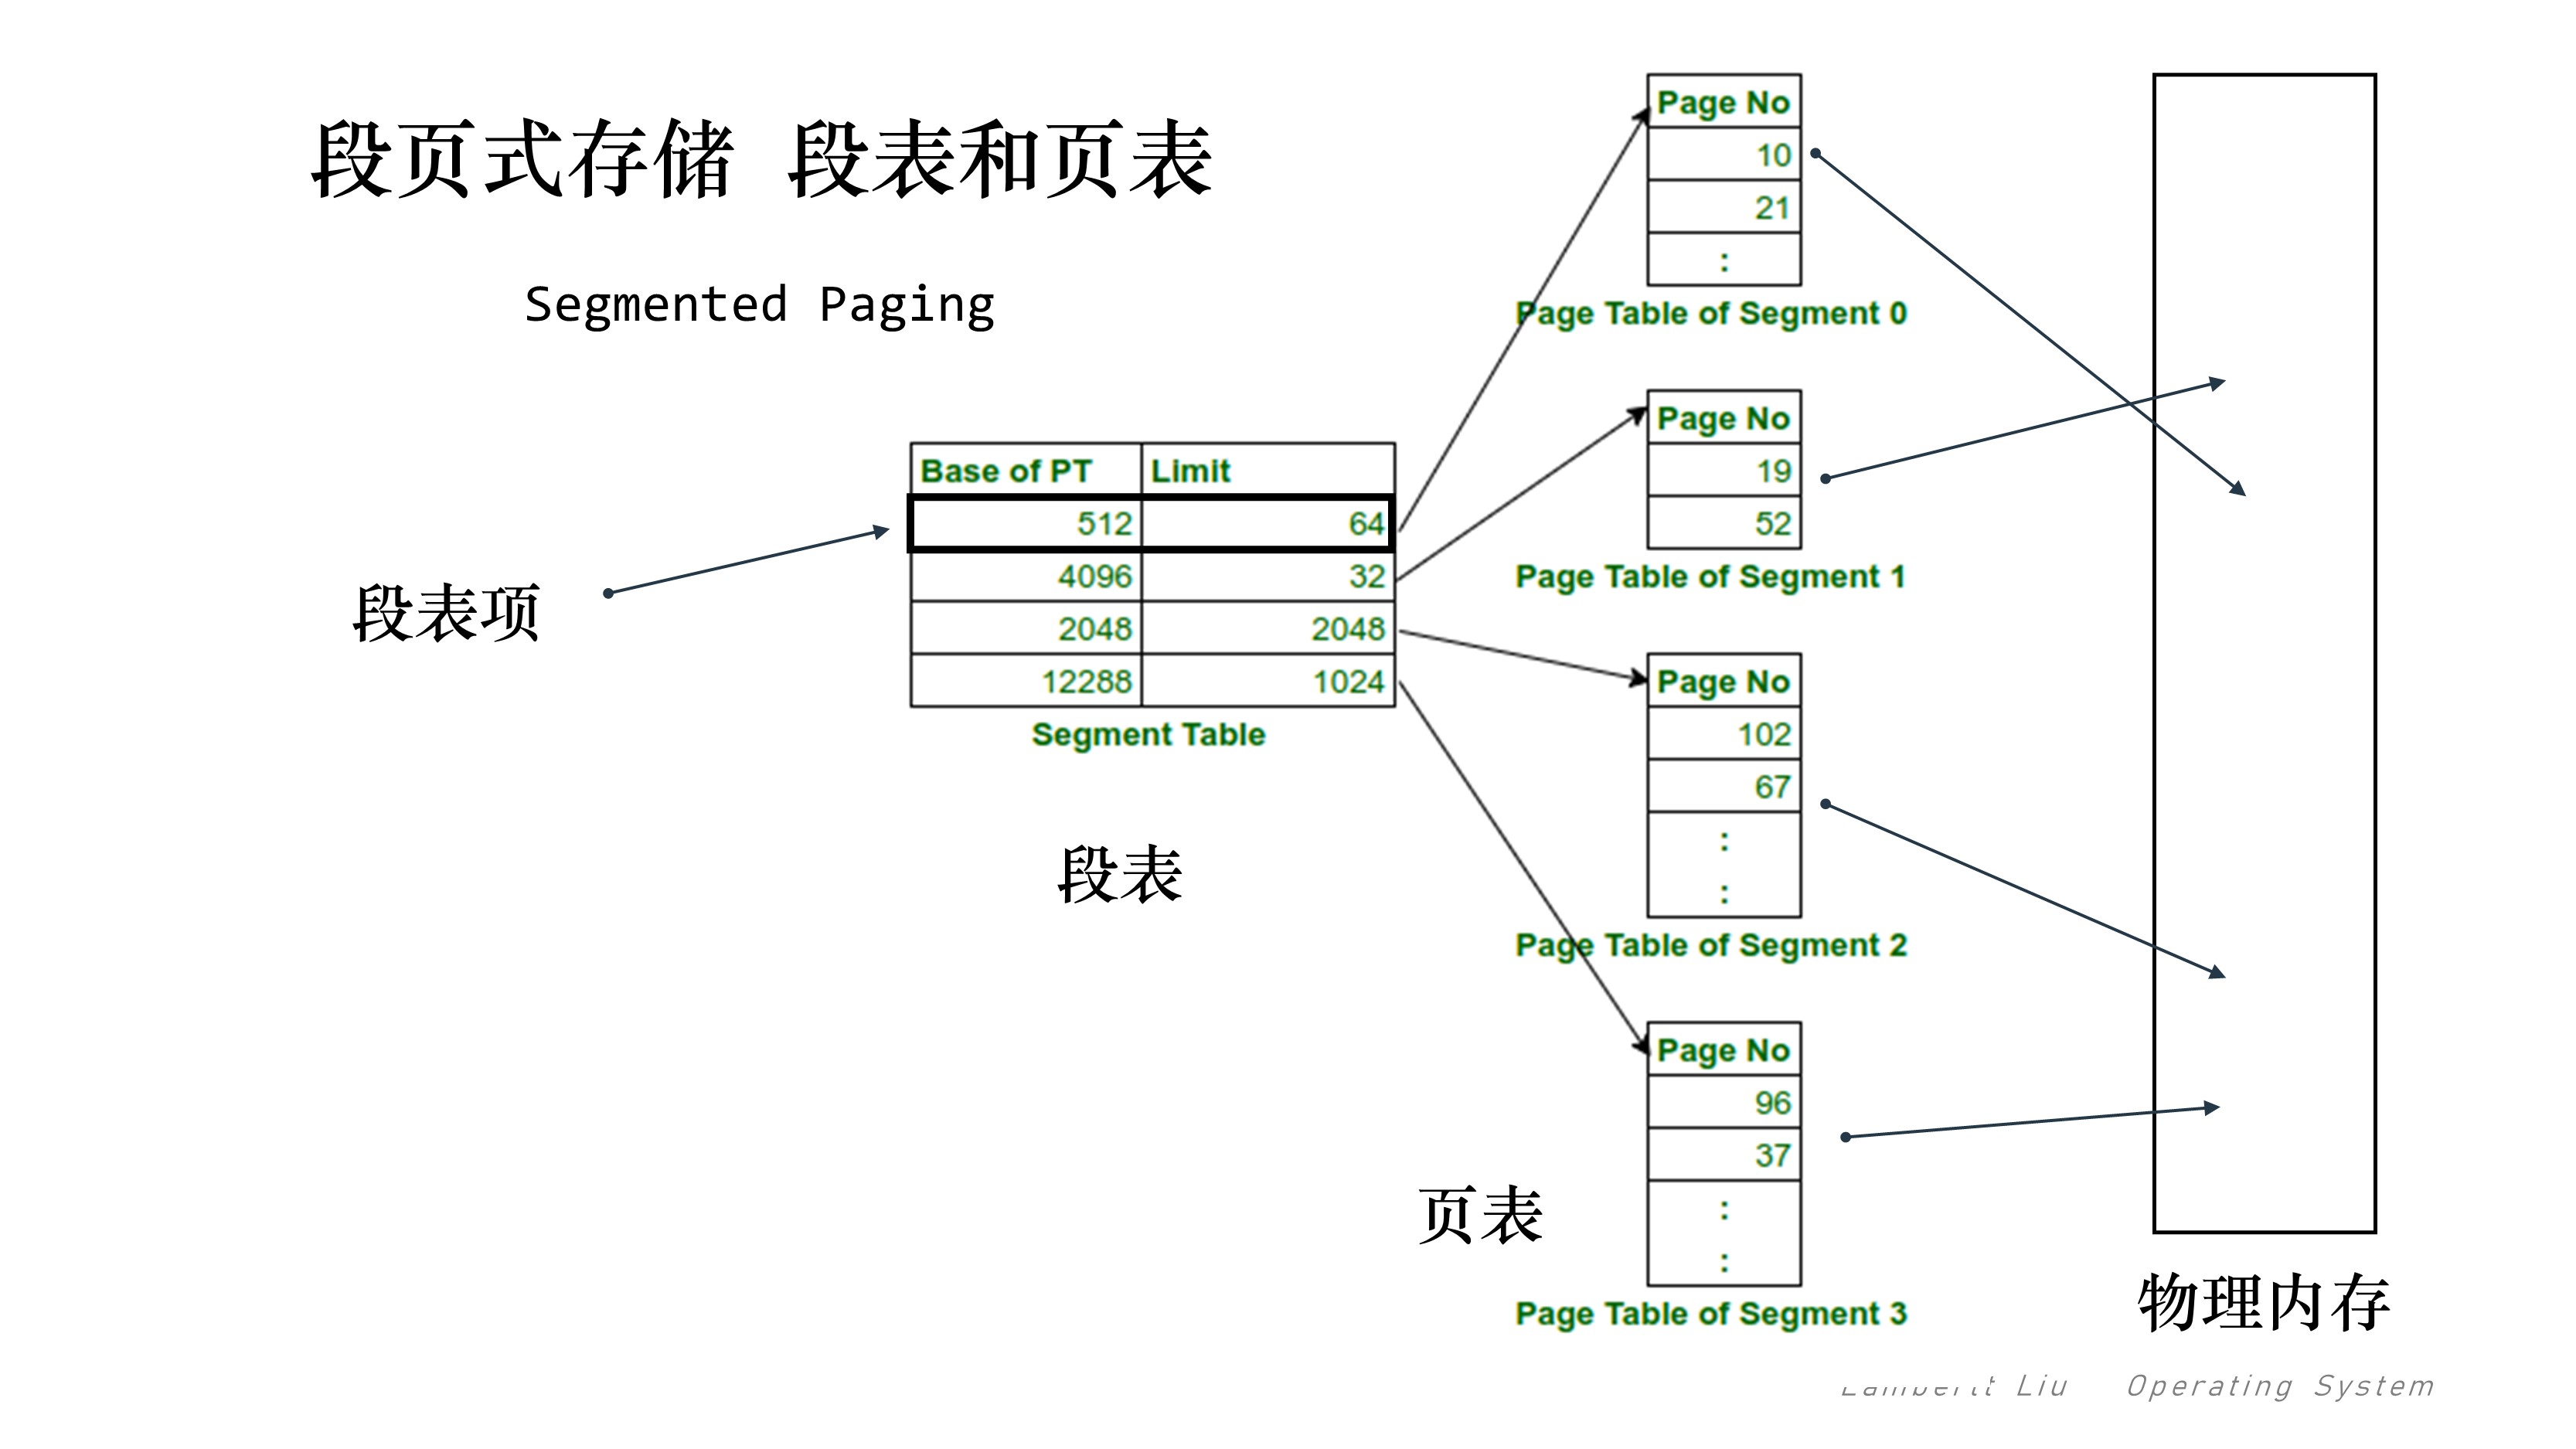 段页式存储 段表和页表
Segmented Paging
段表项
Base of PT Limit
512 64
4096 32
2048 2048
12288 1024
Segment Table
段表
Page No
10
21
:
Page Table of Segment 0
Page No
19
52
Page Table of Segment 1
Page No
102
67
:
:
Page Table of Segment 2
Page No
96
37
:
:
Page Table of Segment 3
页表
物理内存
Liu Operating System